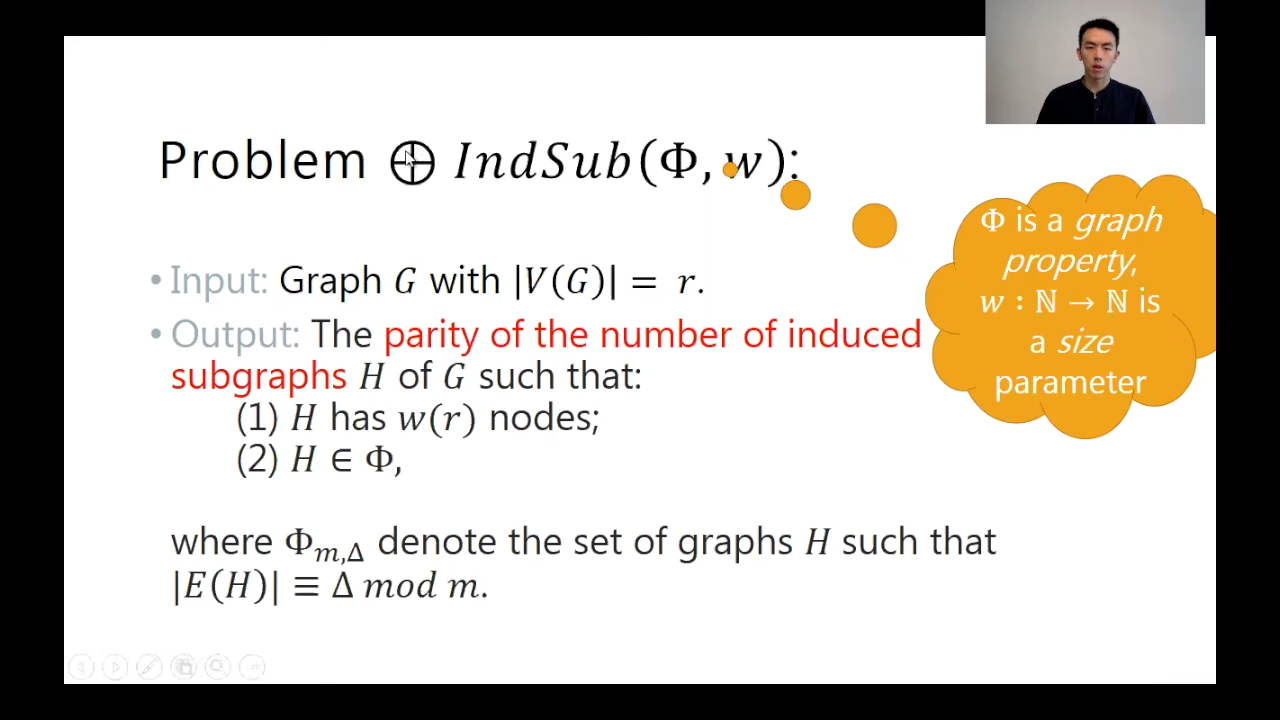 Problem ⊕ IndSub(Φ, w):
• Input: Graph G with |V(G)| = r.
• Output: The parity of the number of induced
subgraphs H of G such that:
(1) H has w(r) nodes;
(2) H ∈ Φ,
where Φ_{m,Δ} denote the set of graphs H such that
|E(H)| ≡ Δ mod m.
Φ is a graph
property,
w : ℕ → ℕ is
a size
parameter